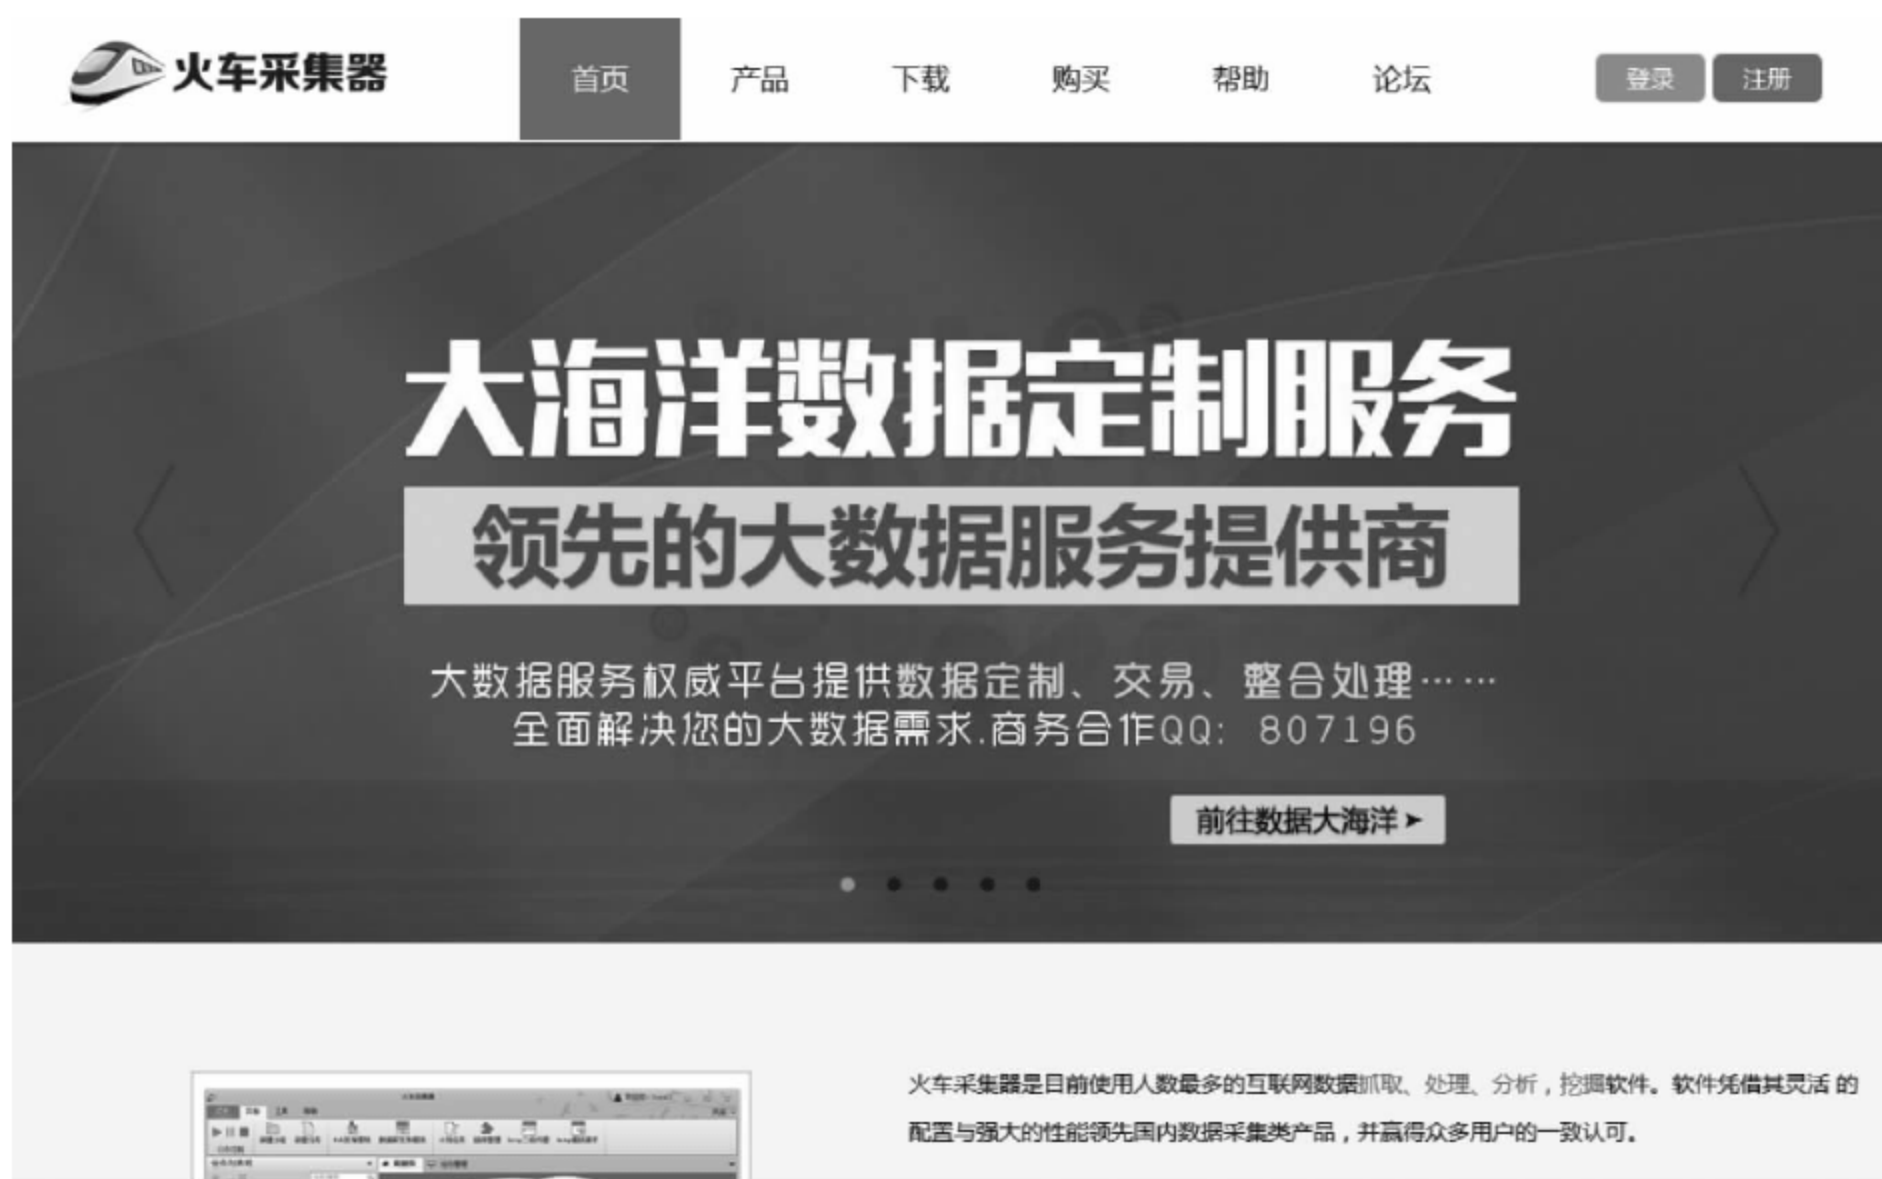 火车采集器
首页 产品 下载 购买 帮助 论坛 登录 注册
大海洋数据定制服务
领先的大数据服务提供商
大数据服务权威平台提供数据定制、交易、整合处理……
全面解决您的大数据需求.商务合作QQ: 807196
前往数据大海洋➤
火车采集器是目前使用人数最多的互联网数据抓取、处理、分析，挖掘软件。软件凭借其灵活 的
配置与强大的性能领先国内数据采集类产品，并赢得众多用户的一致认可。